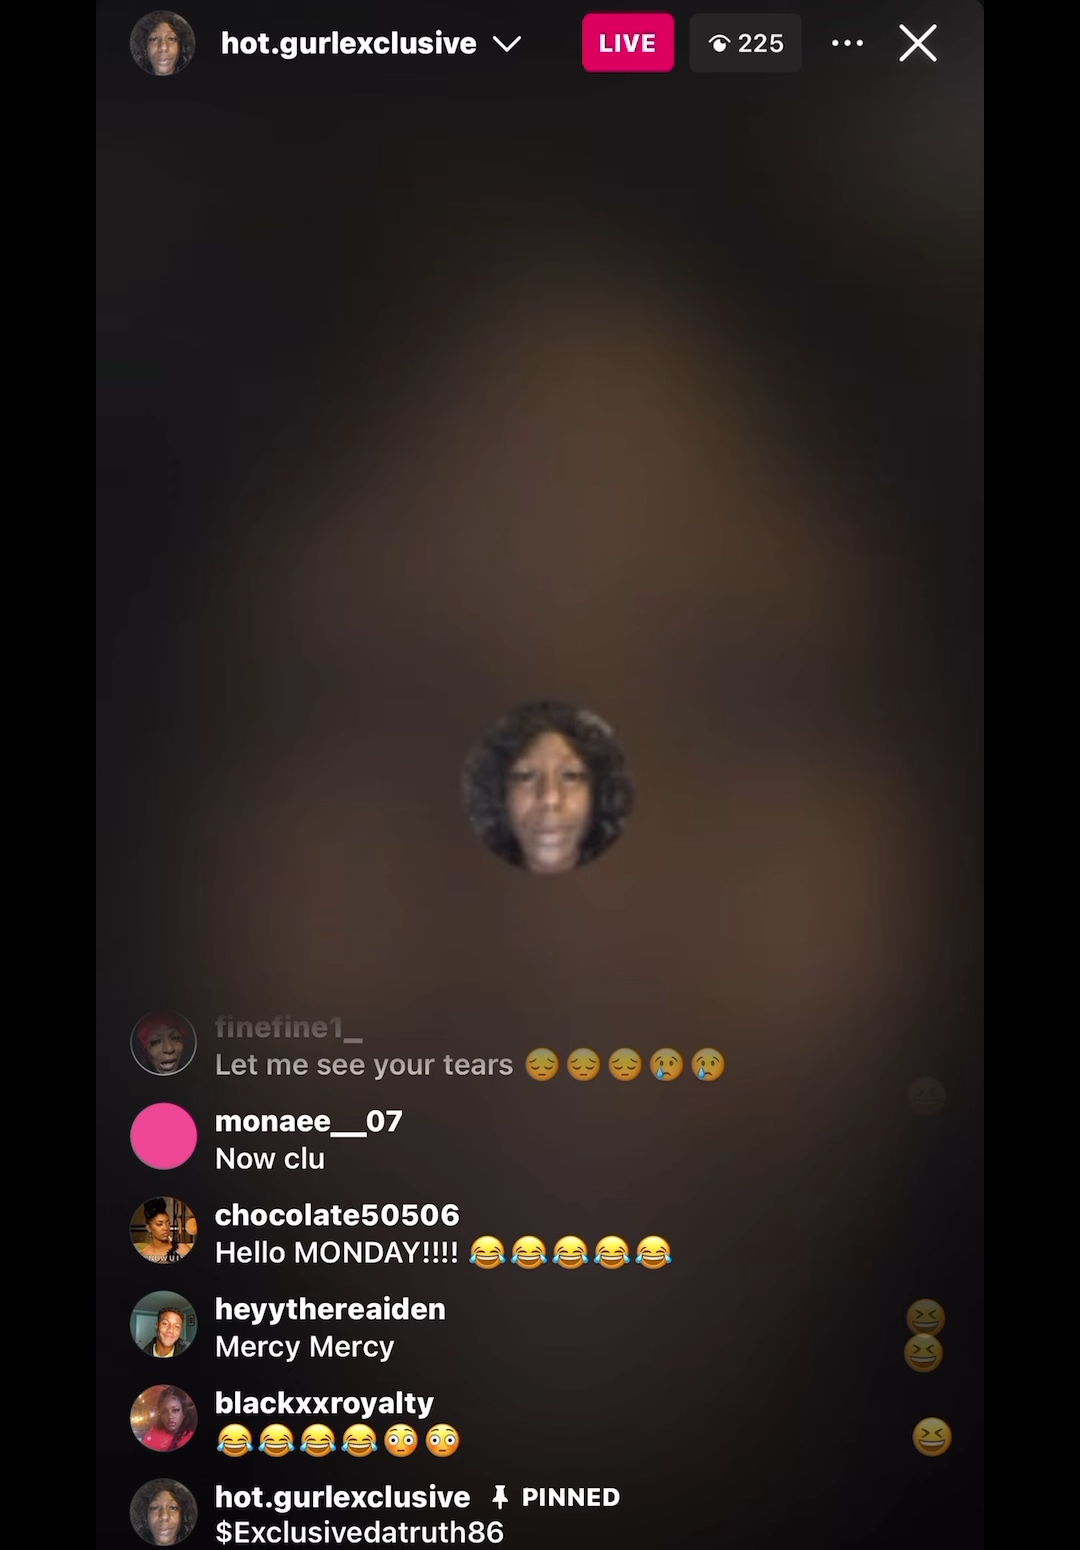 hot.gurlexclusive
LIVE
225
finefine1_
Let me see your tears 😔😔😔😢😢
monaee__07
Now clu
chocolate50506
Hello MONDAY!!!! 😂😂😂😂😂
heyythereaiden
Mercy Mercy
blackxxroyalty
😂😂😂😂😳😳
hot.gurlexclusive PINNED
$Exclusivedatruth86